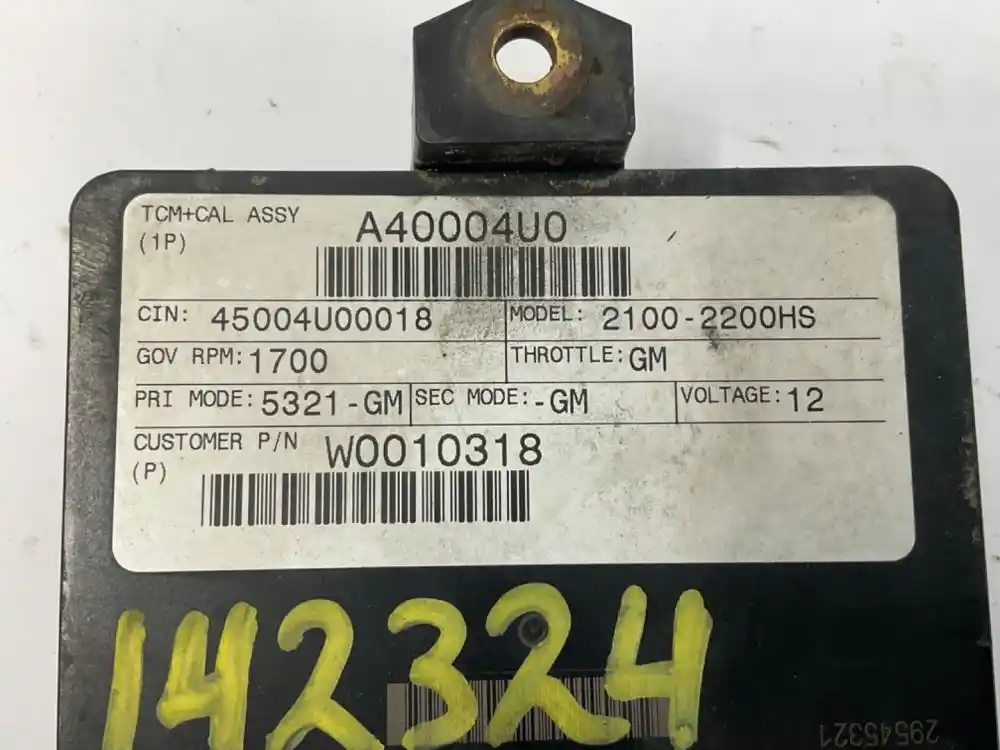 TCM+CAL ASSY A40004U0
(1P)
CIN: 45004U00018 MODEL: 2100-2200HS
GOV RPM: 1700 THROTTLE: GM
PRI MODE: 5321-GM SEC MODE: -GM VOLTAGE: 12
CUSTOMER P/N W0010318
(P)
142324
29545321